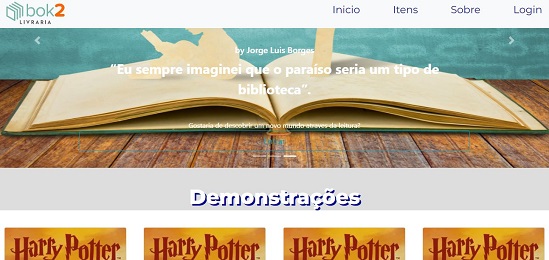 bok2
LIVRARIA
Inicio Itens Sobre Login
by Jorge Luis Borges
“Eu sempre imaginei que o paraíso seria um tipo de
biblioteca”.
Gostaria de descobrir um novo mundo através da leitura?
Demonstrações
Harry Potter Harry Potter Harry Potter Harry Potter